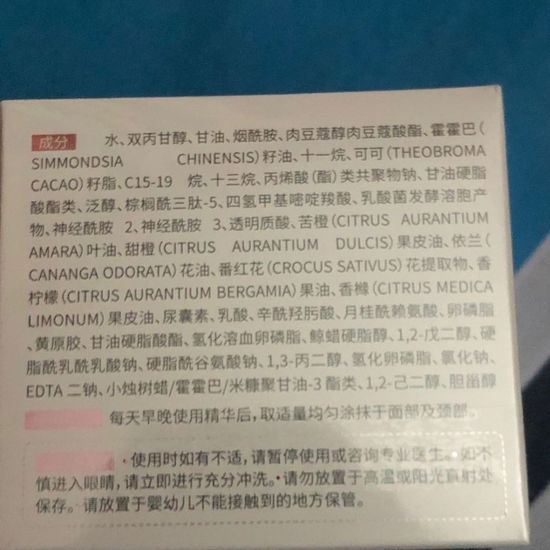 成分 水、双丙甘醇、甘油、烟酰胺、肉豆蔻醇肉豆蔻酸酯、霍霍巴(
SIMMONDSIA CHINENSIS)籽油、十一烷、可可(THEOBROMA
CACAO)籽脂、C15-19 烷、十三烷、丙烯酸(酯)类共聚物钠、甘油硬脂
酸酯类、泛醇、棕榈酰三肽-5、四氢甲基嘧啶羧酸、乳酸菌发酵溶胞产
物、神经酰胺 2、神经酰胺 3、透明质酸、苦橙(CITRUS AURANTIUM
AMARA)叶油、甜橙(CITRUS AURANTIUM DULCIS)果皮油、依兰(
CANANGA ODORATA)花油、番红花(CROCUS SATIVUS)花提取物、香
柠檬(CITRUS AURANTIUM BERGAMIA)果油、香橼(CITRUS MEDICA
LIMONUM)果皮油、尿囊素、乳酸、辛酰羟肟酸、月桂酰赖氨酸、卵磷脂
、黄原胶、甘油硬脂酸酯、氢化溶血卵磷脂、鲸蜡硬脂醇、1,2-戊二醇、硬
脂酰乳酰乳酸钠、硬脂酰谷氨酸钠、1,3-丙二醇、氢化卵磷脂、氯化钠、
EDTA 二钠、小烛树蜡/霍霍巴/米糠聚甘油-3 酯类、1,2-己二醇、胆甾醇
每天早晚使用精华后,取适量均匀涂抹于面部及颈部。
·使用时如有不适,请暂停使用或咨询专业医生。·如不
慎进入眼睛,请立即进行充分冲洗。·请勿放置于高温或阳光直射处
保存。·请放置于婴幼儿不能接触到的地方保管。